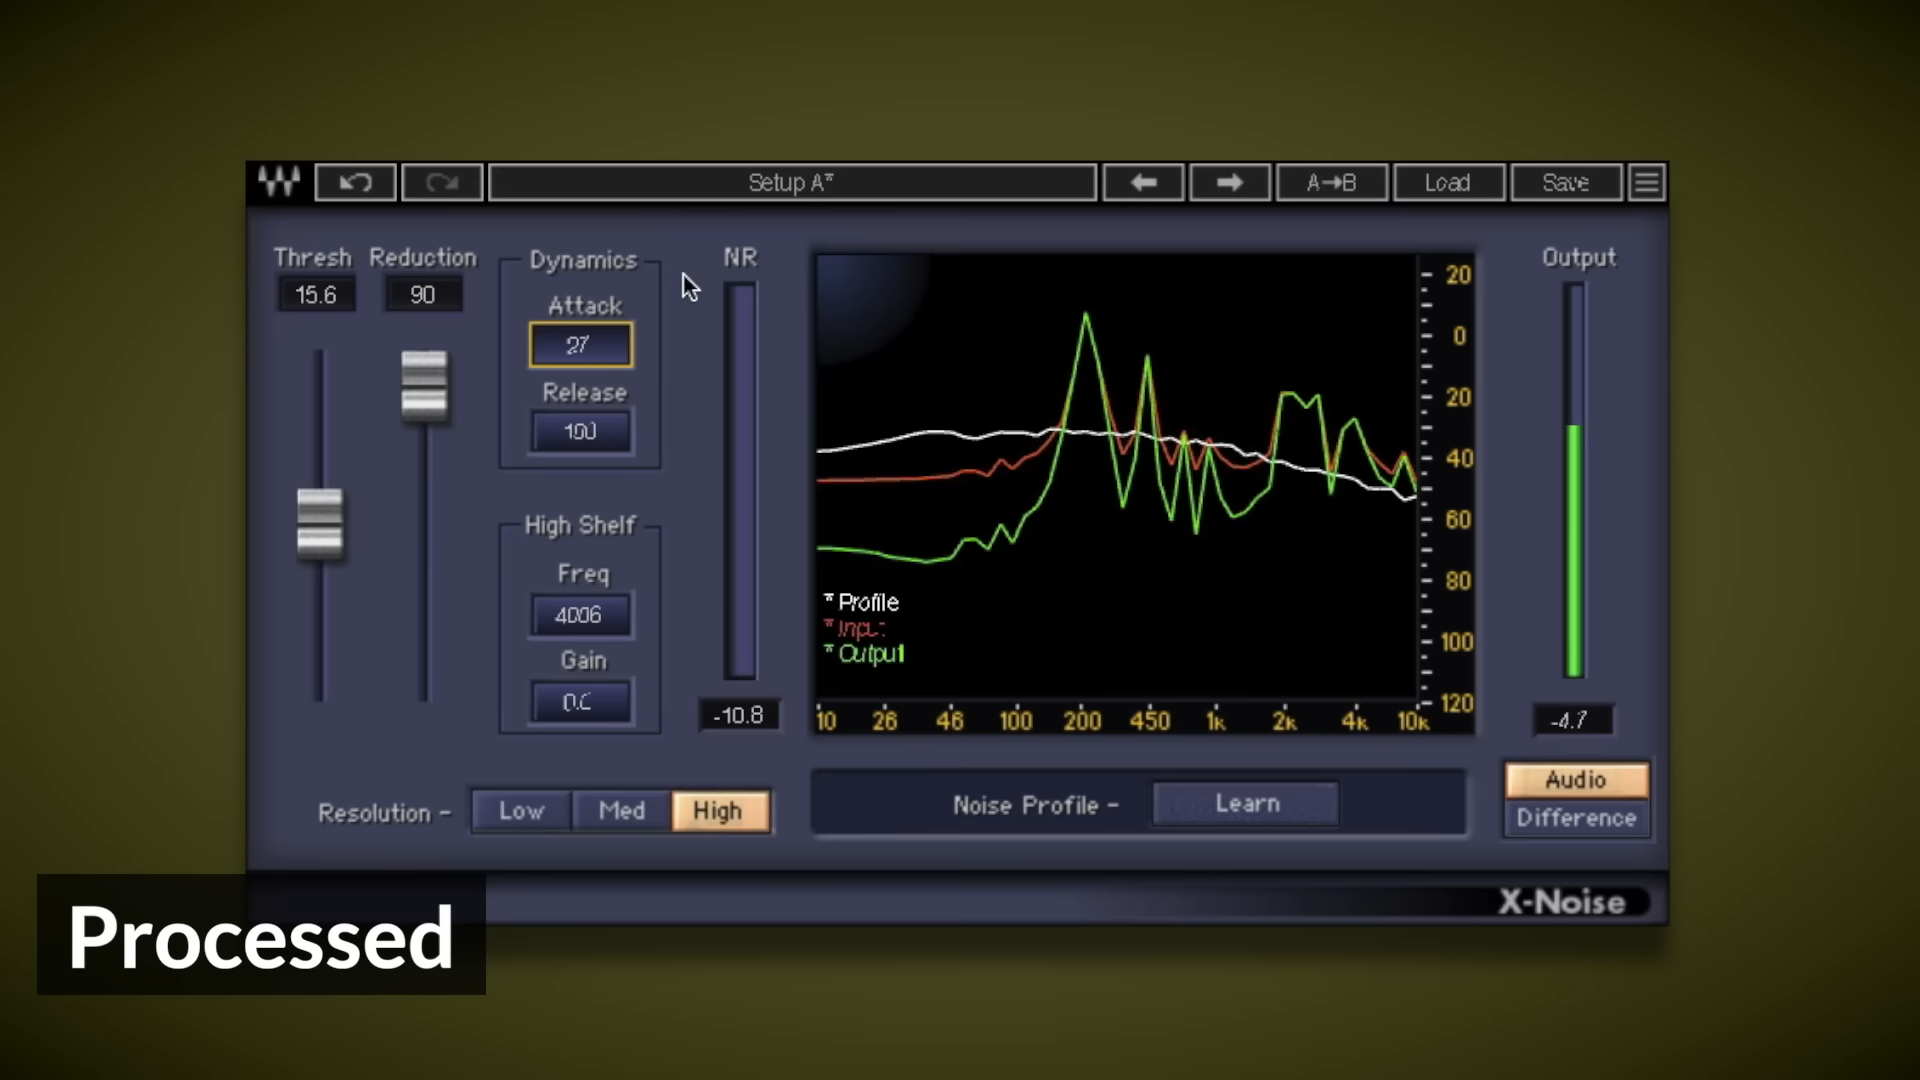 Setup A*
A→B
Load
Save
Thresh
15.6
Reduction
90
Dynamics
Attack
27
Release
100
High Shelf
Freq
4006
Gain
NR
-10.8
* Profile
* Input
* Output
20
0
20
40
60
80
100
120
10 26 46 100 200 450 1K 2K 4K 10K
Output
-4.7
Resolution - Low Med High
Noise Profile - Learn
Audio
Difference
X-Noise
Processed